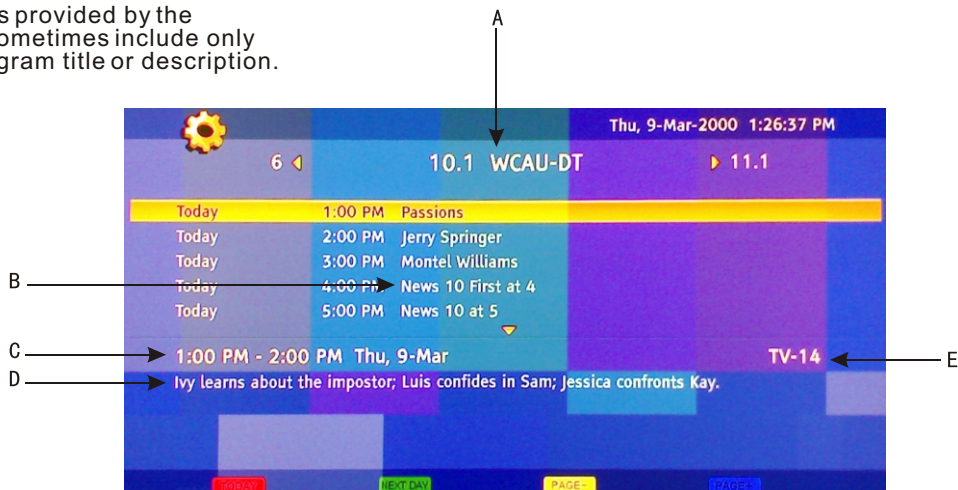 s provided by the
ometimes include only
gram title or description.
A
Thu, 9-Mar-2000 1:26:37 PM
6 10.1 WCAU-DT 11.1
Today 1:00 PM Passions
Today 2:00 PM Jerry Springer
Today 3:00 PM Montel Williams
B
Today 4:00 PM News 10 First at 4
Today 5:00 PM News 10 at 5
C
1:00 PM - 2:00 PM Thu, 9-Mar TV-14
E
D
Ivy learns about the impostor; Luis confides in Sam; Jessica confronts Kay.
TODAY NEXT DAY PAGE- PAGE+